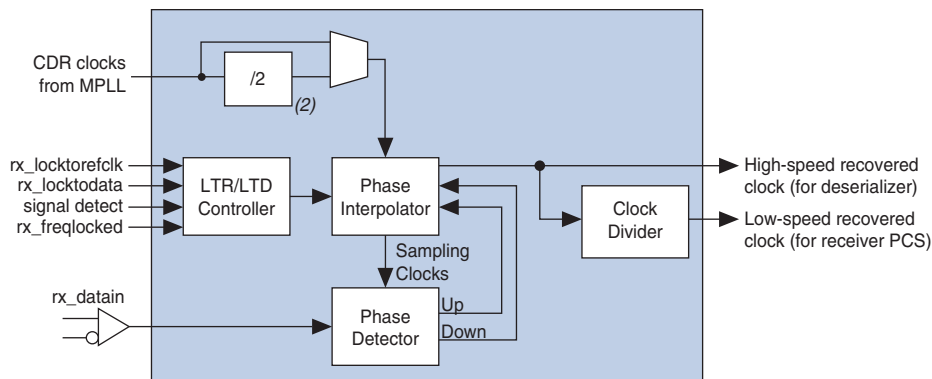 CDR clocks
from MPLL
/2
(2)
rx_locktorefclk
rx_locktodata
signal detect
rx_freqlocked
LTR/LTD
Controller
Phase
Interpolator
High-speed recovered
clock (for deserializer)
Clock
Divider
Low-speed recovered
clock (for receiver PCS)
Sampling
Clocks
rx_datain
Phase
Detector
Up
Down